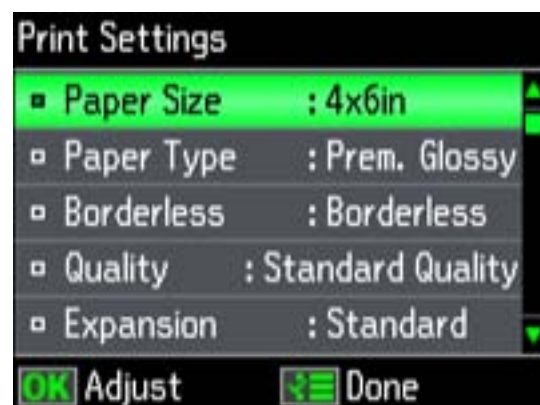 Print Settings
Paper Size : 4x6in
Paper Type : Prem. Glossy
Borderless : Borderless
Quality : Standard Quality
Expansion : Standard
OK Adjust Done